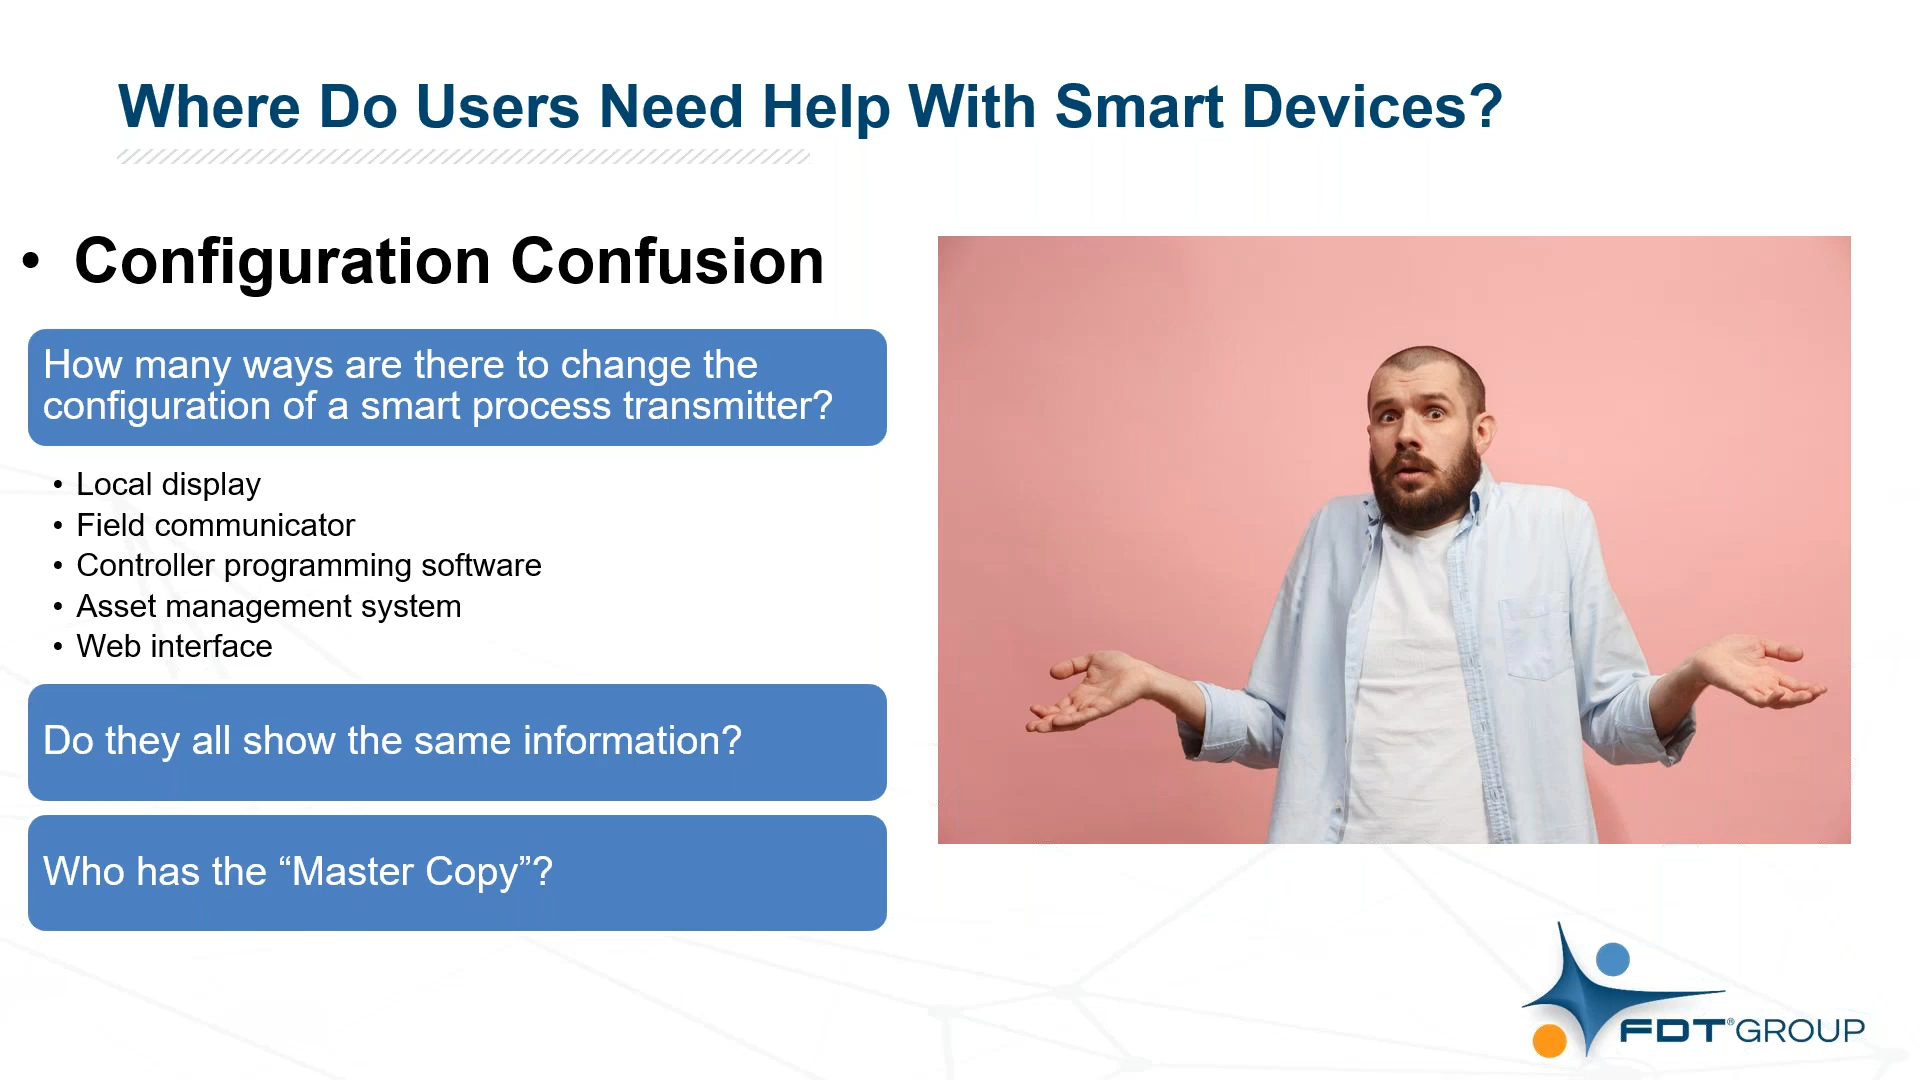 Where Do Users Need Help With Smart Devices?
• Configuration Confusion
How many ways are there to change the
configuration of a smart process transmitter?
• Local display
• Field communicator
• Controller programming software
• Asset management system
• Web interface
Do they all show the same information?
Who has the “Master Copy”?
FDT® GROUP